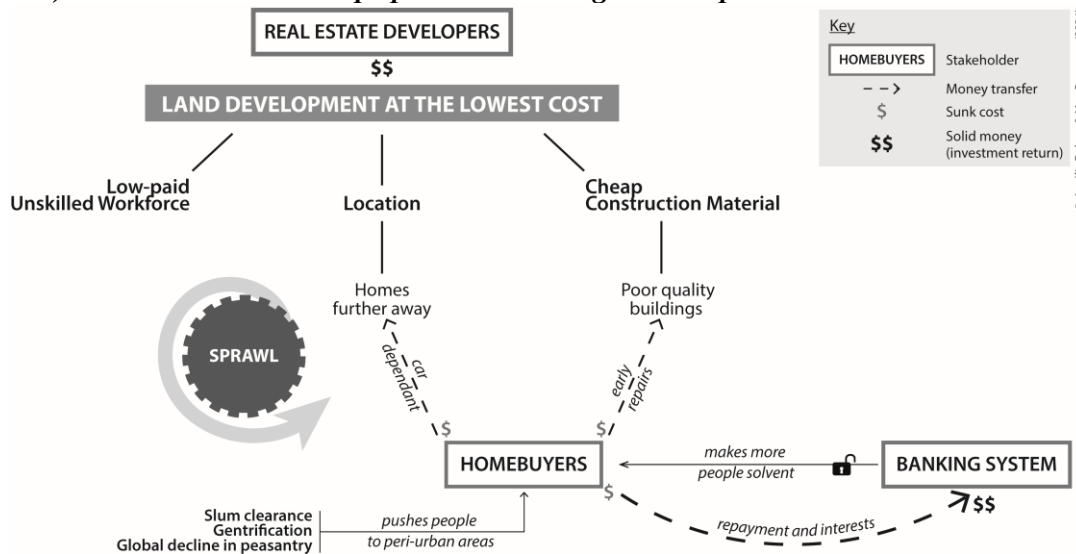 REAL ESTATE DEVELOPERS
$$
LAND DEVELOPMENT AT THE LOWEST COST
Low-paid
Unskilled Workforce
Location
Cheap
Construction Material
Homes
further away
Poor quality
buildings
SPRAWL
car
dependant
early
repairs
$
$
HOMEBUYERS
$
makes more
people solvent
BANKING SYSTEM
$$
repayment and interests
Slum clearance
Gentrification
Global decline in peasantry
pushes people
to peri-urban areas
Key
HOMEBUYERS
Stakeholder
Money transfer
$
Sunk cost
$$
Solid money
(investment return)